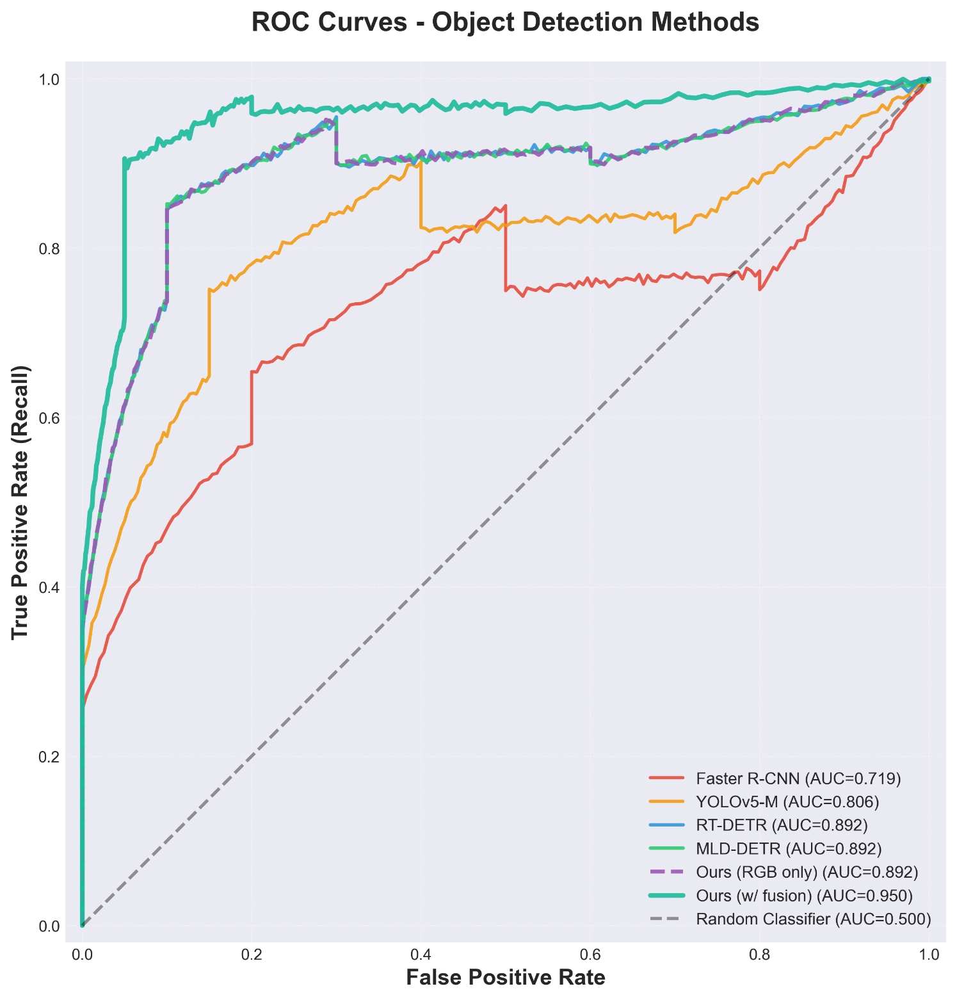 ROC Curves - Object Detection Methods
True Positive Rate (Recall)
1.0
0.8
0.6
0.4
0.2
0.0
Faster R-CNN (AUC=0.719)
YOLOv5-M (AUC=0.806)
RT-DETR (AUC=0.892)
MLD-DETR (AUC=0.892)
Ours (RGB only) (AUC=0.892)
Ours (w/ fusion) (AUC=0.950)
Random Classifier (AUC=0.500)
0.0 0.2 0.4 0.6 0.8 1.0
False Positive Rate